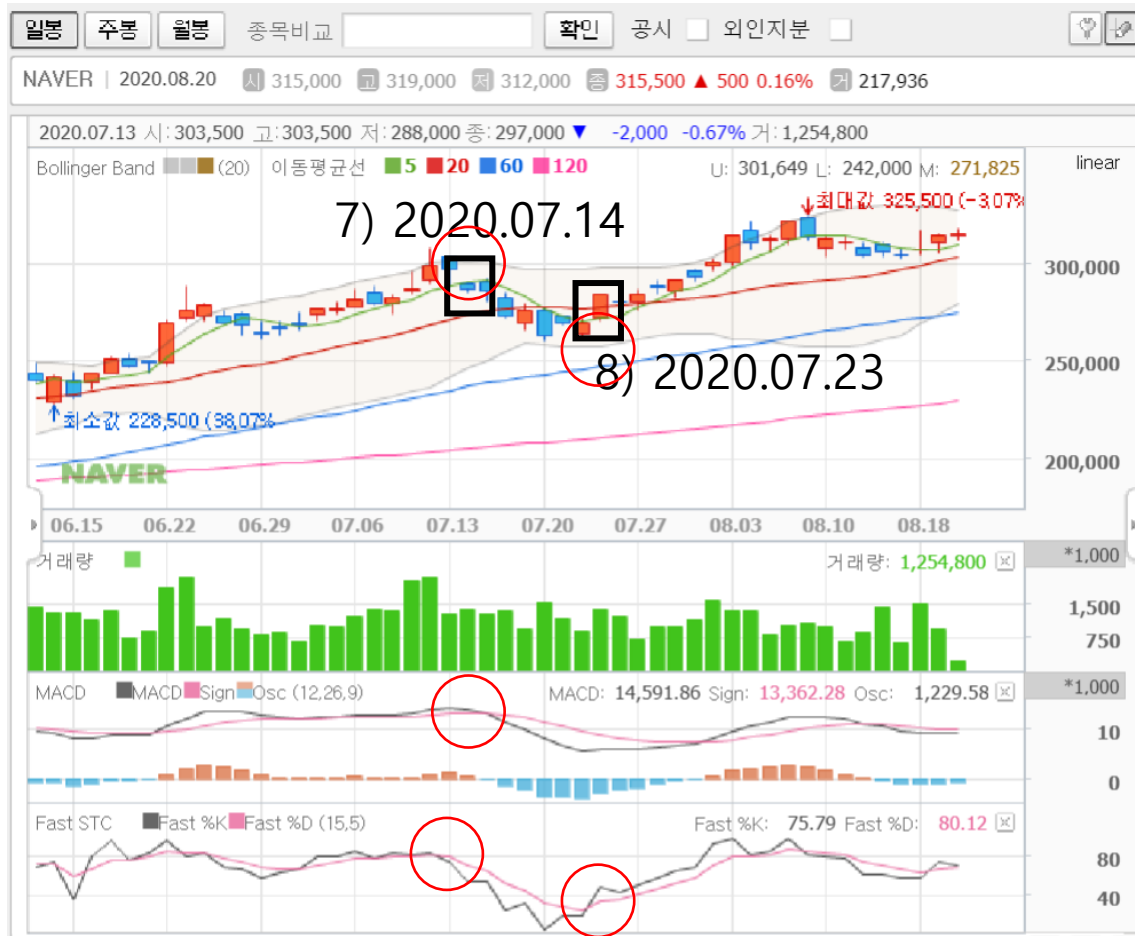 일봉 주봉 월봉 종목비교 확인 공시 외인지분
NAVER | 2020.08.20 시 315,000 고 319,000 저 312,000 종 315,500 ▲ 500 0.16% 거 217,936
2020.07.13 시:303,500 고:303,500 저:288,000 종:297,000 ▼ -2,000 -0.67% 거:1,254,800
Bollinger Band (20) 이동평균선 5 20 60 120 U: 301,649 L: 242,000 M: 271,825 linear
최대값 325,500 (-3,07%
7) 2020.07.14
300,000
250,000
8) 2020.07.23
최소값 228,500 (38,07%
200,000
NAVER
06.15 06.22 06.29 07.06 07.13 07.20 07.27 08.03 08.10 08.18
거래량 거래량: 1,254,800 *1,000
1,500
750
MACD MACD Sign Osc (12,26,9) MACD: 14,591.86 Sign: 13,362.28 Osc: 1,229.58 *1,000
10
0
Fast STC Fast %K Fast %D (15,5) Fast %K: 75.79 Fast %D: 80.12
80
40